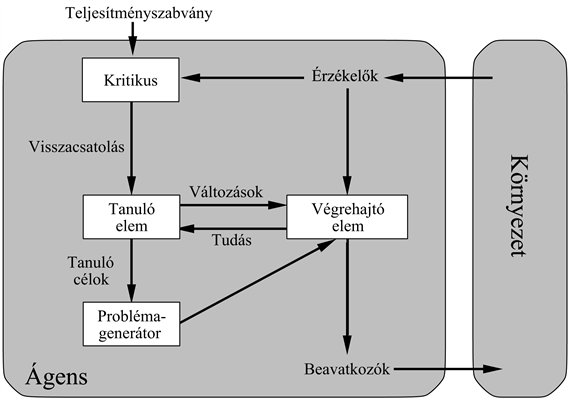 Teljesítményszabvány
Kritikus
Érzékelők
Visszacsatolás
Változások
Tanuló
elem
Végrehajtó
elem
Tudás
Tanuló
célok
Probléma-
generátor
Beavatkozók
Ágens
Környezet